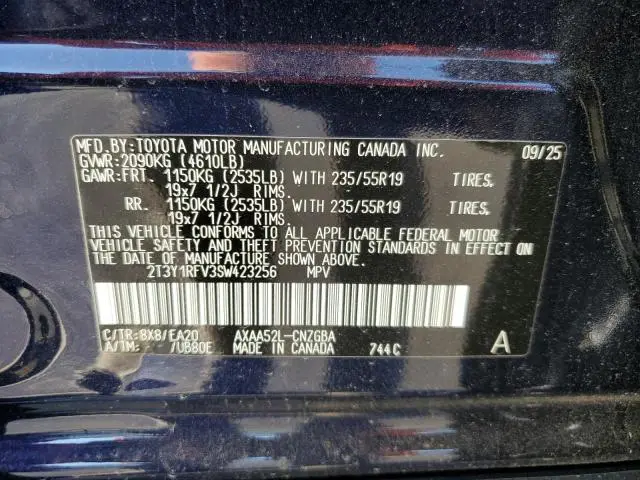 MFD.BY:TOYOTA MOTOR MANUFACTURING CANADA INC. 09/25
GVWR:2090KG (4610LB)
GAWR:FRT. 1150KG (2535LB) WITH 235/55R19 TIRES,
19x7 1/2J RIMS.
RR. 1150KG (2535LB) WITH 235/55R19 TIRES,
19x7 1/2J RIMS.
THIS VEHICLE CONFORMS TO ALL APPLICABLE FEDERAL MOTOR
VEHICLE SAFETY AND THEFT PREVENTION STANDARDS IN EFFECT ON
THE DATE OF MANUFACTURE SHOWN ABOVE.
2T3Y1RFV3SW423256 MPV
C/TR:8X8/EA20 AXAA52L-CNZGBA
A/TM: /UB80E MADE IN CANADA 744C A